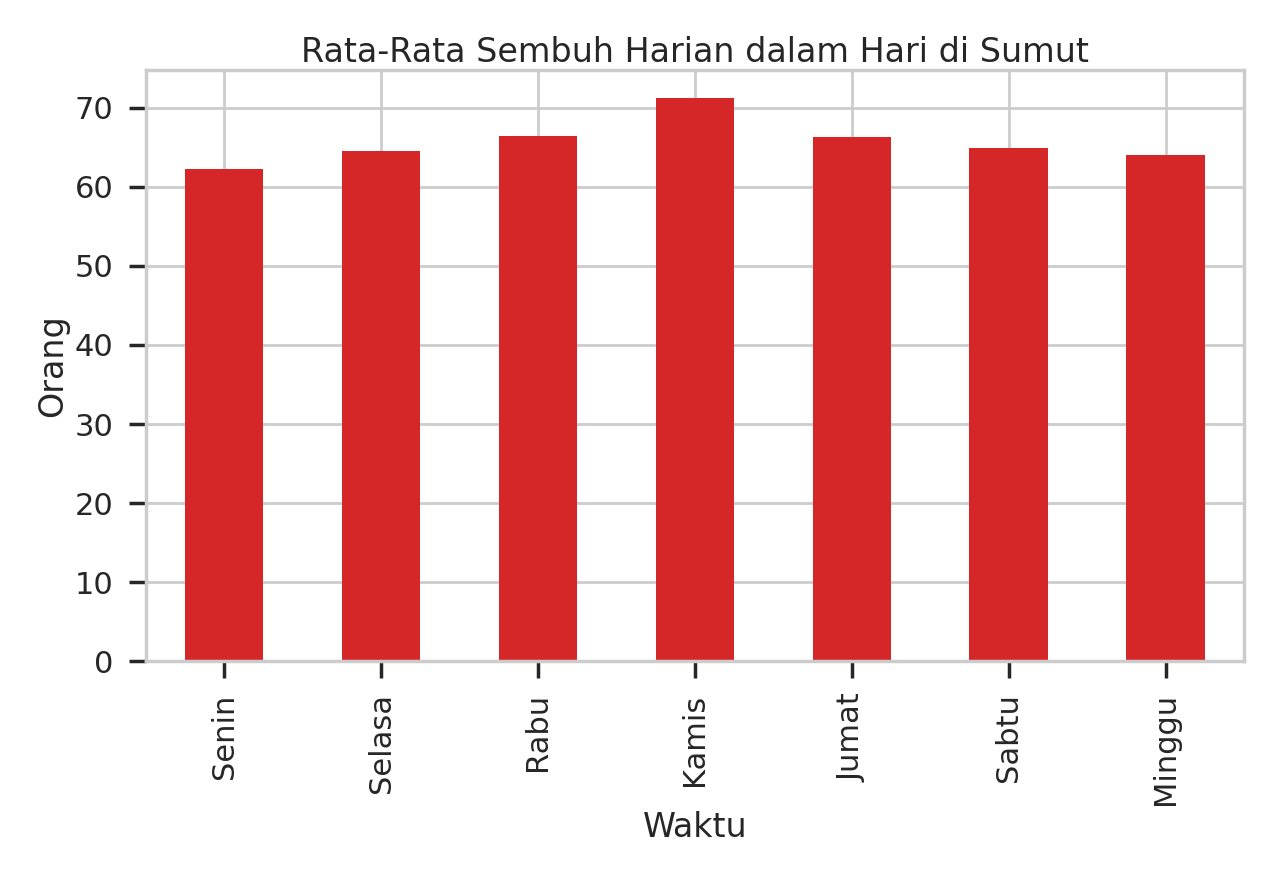 Rata-Rata Sembuh Harian dalam Hari di Sumut
Orang
70
60
50
40
30
20
10
0
Senin
Selasa
Rabu
Kamis
Jumat
Sabtu
Minggu
Waktu